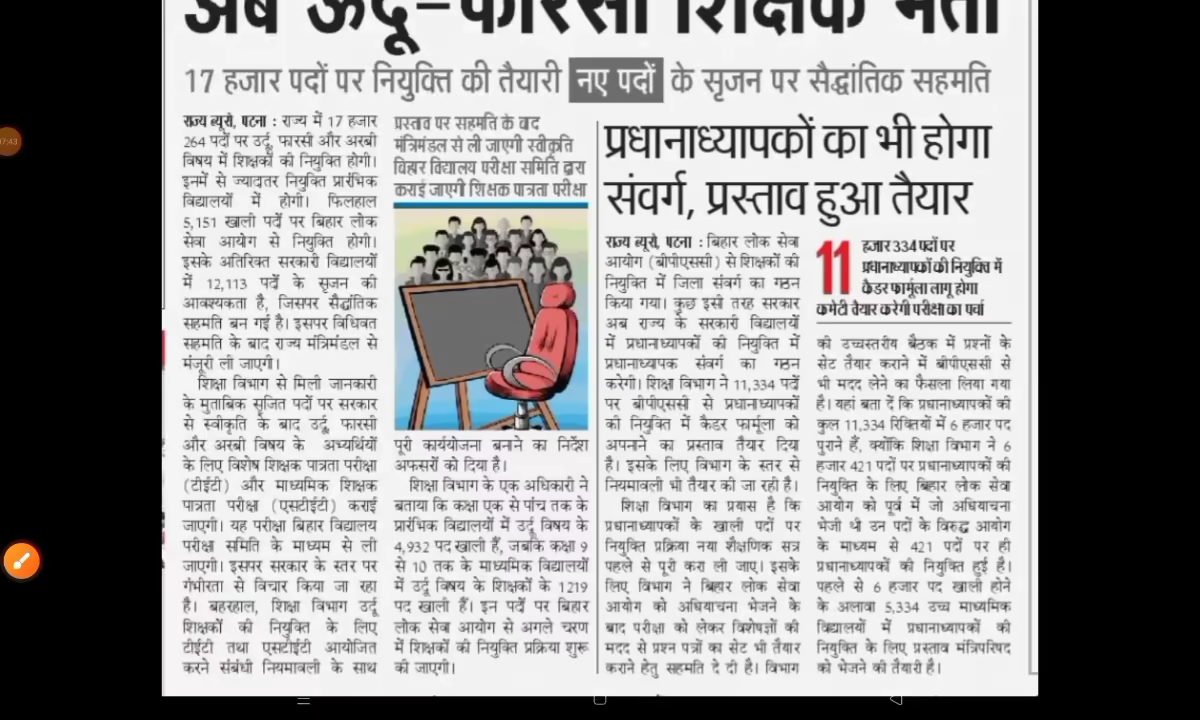 अब ऊर्दू-फारसी शिक्षक भर्ती
17 हजार पदों पर नियुक्ति की तैयारी नए पदों के सृजन पर सैद्धांतिक सहमति
राज्य ब्यूरो, पटना : राज्य में 17 हजार
264 पदों पर उर्दू, फारसी और अरबी
विषय में शिक्षकों की नियुक्ति होगी।
इनमें से ज्यादातर नियुक्ति प्रारंभिक
विद्यालयों में होगी। फिलहाल
5,151 खाली पदों पर बिहार लोक
सेवा आयोग से नियुक्ति होगी।
इसके अतिरिक्त सरकारी विद्यालयों
में 12,113 पदों के सृजन की
आवश्यकता है, जिसपर सैद्धांतिक
सहमति बन गई है। इसपर विधिवत
सहमति के बाद राज्य मंत्रिमंडल से
मंजूरी ली जाएगी।
शिक्षा विभाग से मिली जानकारी
के मुताबिक सृजित पदों पर सरकार
से स्वीकृति के बाद उर्दू, फारसी
और अरबी विषय के अभ्यर्थियों
के लिए विशेष शिक्षक पात्रता परीक्षा
(टीईटी) और माध्यमिक शिक्षक
पात्रता परीक्षा (एसटीईटी) कराई
जाएगी। यह परीक्षा बिहार विद्यालय
परीक्षा समिति के माध्यम से ली
जाएगी। इसपर सरकार के स्तर पर
गंभीरता से विचार किया जा रहा
है। बहरहाल, शिक्षा विभाग उर्दू
शिक्षकों की नियुक्ति के लिए
टीईटी तथा एसटीईटी आयोजित
करने संबंधी नियमावली के साथ
प्रस्ताव पर सहमति के बाद
मंत्रिमंडल से ली जाएगी स्वीकृति
बिहार विद्यालय परीक्षा समिति द्वारा
कराई जाएगी शिक्षक पात्रता परीक्षा
पूरी कार्ययोजना बनाने का निर्देश
अफसरों को दिया है।
शिक्षा विभाग के एक अधिकारी ने
बताया कि कक्षा एक से पांच तक के
प्रारंभिक विद्यालयों में उर्दू विषय के
4,932 पद खाली हैं, जबकि कक्षा 9
से 10 तक के माध्यमिक विद्यालयों
में उर्दू विषय के शिक्षकों के 1219
पद खाली हैं। इन पदों पर बिहार
लोक सेवा आयोग से अगले चरण
में शिक्षकों की नियुक्ति प्रक्रिया शुरू
की जाएगी।
प्रधानाध्यापकों का भी होगा
संवर्ग, प्रस्ताव हुआ तैयार
राज्य ब्यूरो, पटना : बिहार लोक सेवा
आयोग (बीपीएससी) से शिक्षकों की
नियुक्ति में जिला संवर्ग का गठन
किया गया। कुछ इसी तरह सरकार
अब राज्य के सरकारी विद्यालयों
में प्रधानाध्यापकों की नियुक्ति में
प्रधानाध्यापक संवर्ग का गठन
करेगी। शिक्षा विभाग ने 11,334 पदों
पर बीपीएससी से प्रधानाध्यापकों
की नियुक्ति में कैडर फार्मूला को
अपनाने का प्रस्ताव तैयार दिया
है। इसके लिए विभाग के स्तर से
नियमावली भी तैयार की जा रही है।
शिक्षा विभाग का प्रयास है कि
प्रधानाध्यापकों के खाली पदों पर
नियुक्ति प्रक्रिया नया शैक्षणिक सत्र
पहले से पूरी करा ली जाए। इसके
लिए विभाग ने बिहार लोक सेवा
आयोग को अधियाचना भेजने के
बाद परीक्षा को लेकर विशेषज्ञों की
मदद से प्रश्न पत्रों का सेट भी तैयार
कराने हेतु सहमति दे दी है। विभाग
11 हजार 334 पदों पर
प्रधानाध्यापकों की नियुक्ति में
कैडर फार्मूला लागू होगा
कमेटी तैयार करेगी परीक्षा का पर्चा
की उच्चस्तरीय बैठक में प्रश्नों के
सेट तैयार कराने में बीपीएससी से
भी मदद लेने का फैसला लिया गया
है। यहां बता दें कि प्रधानाध्यापकों की
कुल 11,334 रिक्तियों में 6 हजार पद
पुराने हैं, क्योंकि शिक्षा विभाग ने 6
हजार 421 पदों पर प्रधानाध्यापकों की
नियुक्ति के लिए बिहार लोक सेवा
आयोग को पूर्व में जो अधियाचना
भेजी थी उन पदों के विरुद्ध आयोग
के माध्यम से 421 पदों पर ही
प्रधानाध्यापकों की नियुक्ति हुई है।
पहले से 6 हजार पद खाली होने
के अलावा 5,334 उच्च माध्यमिक
विद्यालयों में प्रधानाध्यापकों की
नियुक्ति के लिए प्रस्ताव मंत्रिपरिषद
को भेजने की तैयारी है।